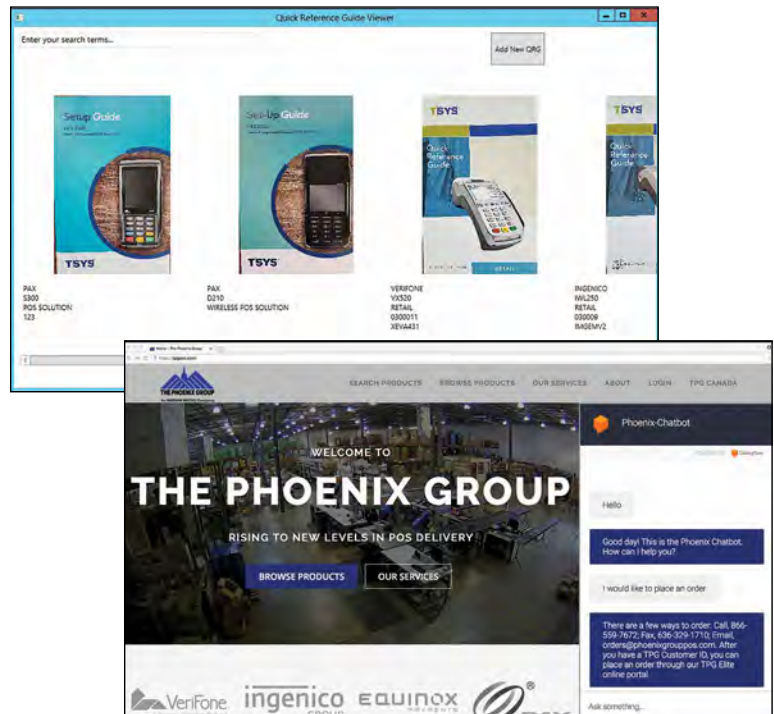 Quick Reference Guide Viewer
Enter your search terms...
Add New QRG
Setup Guide
TSYS
Set-Up Guide
TSYS
TSYS
Quick
Reference
Guide
RETAIL
TSYS
Quick
Reference
Guide
PAX
S300
POS SOLUTION
123
PAX
D210
WIRELESS POS SOLUTION
VERIFONE
VX520
RETAIL
0300011
XEVA431
INGENICO
IWL250
RETAIL
030009
IMGEMV2
THE PHOENIX GROUP
SEARCH PRODUCTS
BROWSE PRODUCTS
OUR SERVICES
ABOUT
LOGIN
TPG CANADA
WELCOME TO
THE PHOENIX GROUP
RISING TO NEW LEVELS IN POS DELIVERY
BROWSE PRODUCTS
OUR SERVICES
VeriFone
ingenico
GROUP
EQUINOX
PAYMENTS
Phoenix-Chatbot
Hello
Good day! This is the Phoenix Chatbot.
How can I help you?
I would like to place an order
There are a few ways to order: Call, 866-
559-7672; Fax, 636-329-1710; Email,
orders@phoenixgrouppos.com. After
you have a TPG Customer ID, you can
place an order through our TPG Elite
online portal
Ask something...